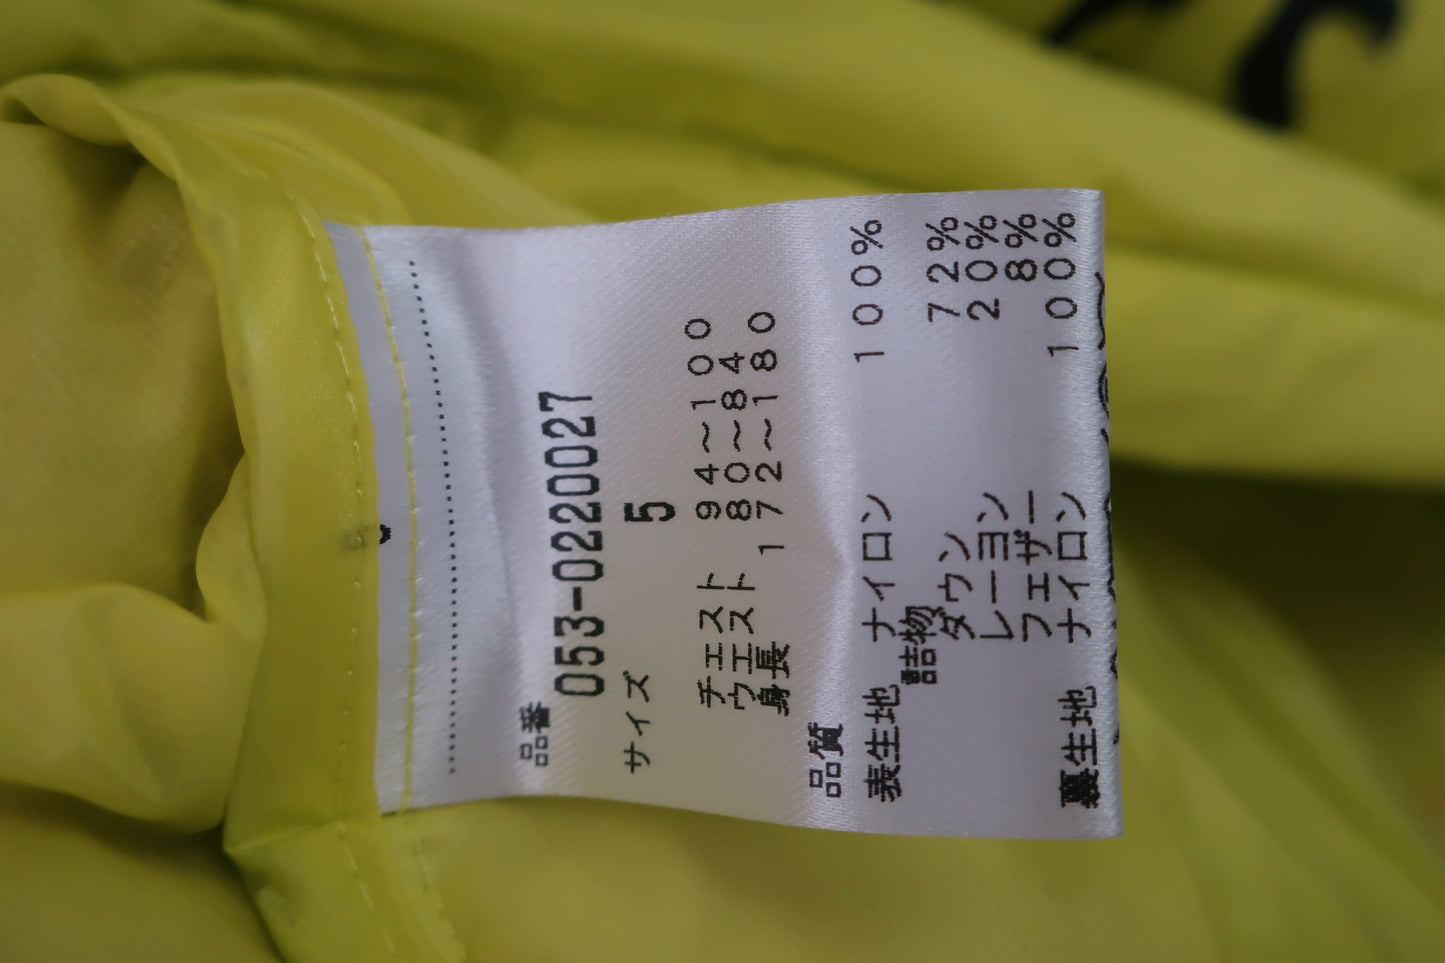 品番
053-0220027
サイズ
5
チェスト 94～100
ウエスト 80～84
身長 172～180
品質
表生地 ナイロン 100%
詰物
ダウン 72%
レーヨン 20%
フェザー 8%
裏生地 ナイロン 100%